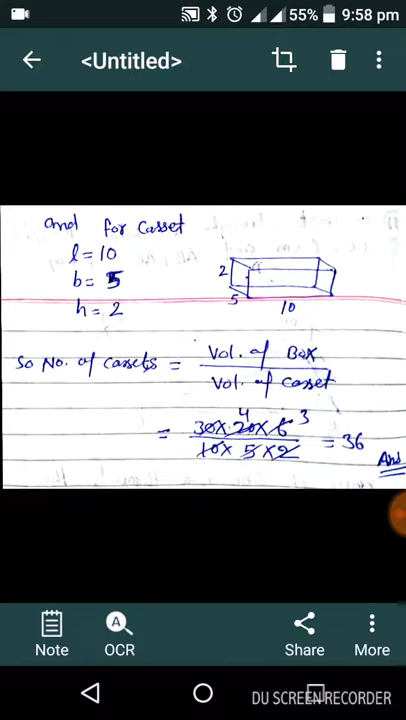 55% 9:58 pm
<Untitled>
and for Casset
l = 10
b = 5
h = 2
2
5
10
So No. of Cassets = Vol. of Box
Vol. of Casset
4 3
= 30 x 20 x 6 = 36
10 x 5 x 2
Ans
Note OCR Share More
DU SCREEN RECORDER